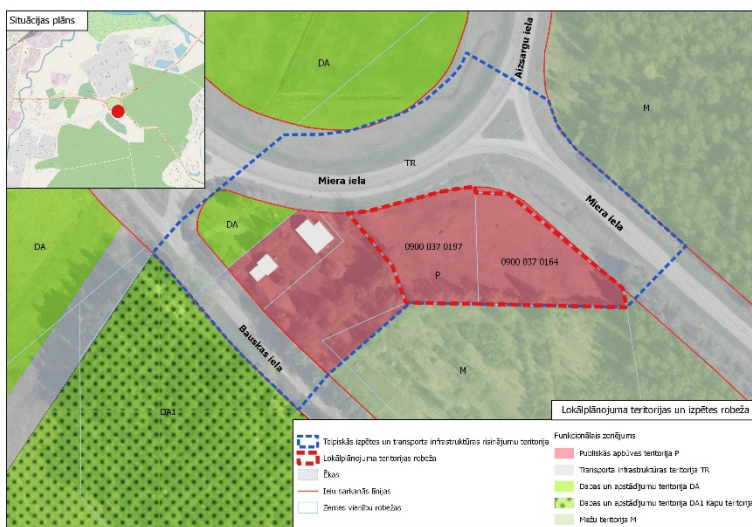 Situācijas plāns
DA
Aizsargu iela
M
TR
Miera iela
Miera iela
DA
DA
0900 037 0197
0900 037 0164
P
Bauskas iela
M
DA1
Lokālplānojuma teritorijas un izpētes robeža
Telpiskās izpētes un transporta infrastruktūras risinājumu teritorija
Lokālplānojuma teritorijas robeža
Ēkas
Ielu sarkanās līnijas
Zemes vienību robežas
Funkcionālais zonējums
Publiskās apbūves teritorija P
Transporta infrastruktūras teritorija TR
Dabas un apstādījumu teritorija DA
Dabas un apstādījumu teritorija DA1 Kapu teritorija
Mežu teritorija M